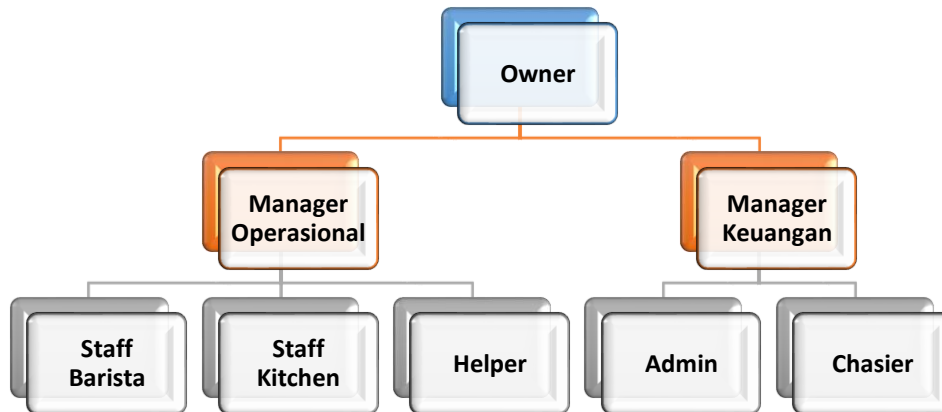 Owner
Manager
Operasional
Manager
Keuangan
Staff
Barista
Staff
Kitchen
Helper
Admin
Chasier